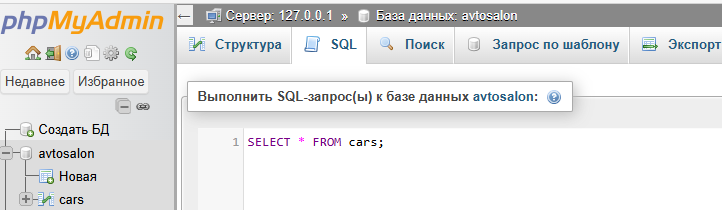 phpMyAdmin
Сервер: 127.0.0.1 » База данных: avtosalon
Структура SQL Поиск Запрос по шаблону Экспорт
Недавнее Избранное
Создать БД
avtosalon
Новая
cars
Выполнить SQL-запрос(ы) к базе данных avtosalon:
1 SELECT * FROM cars;